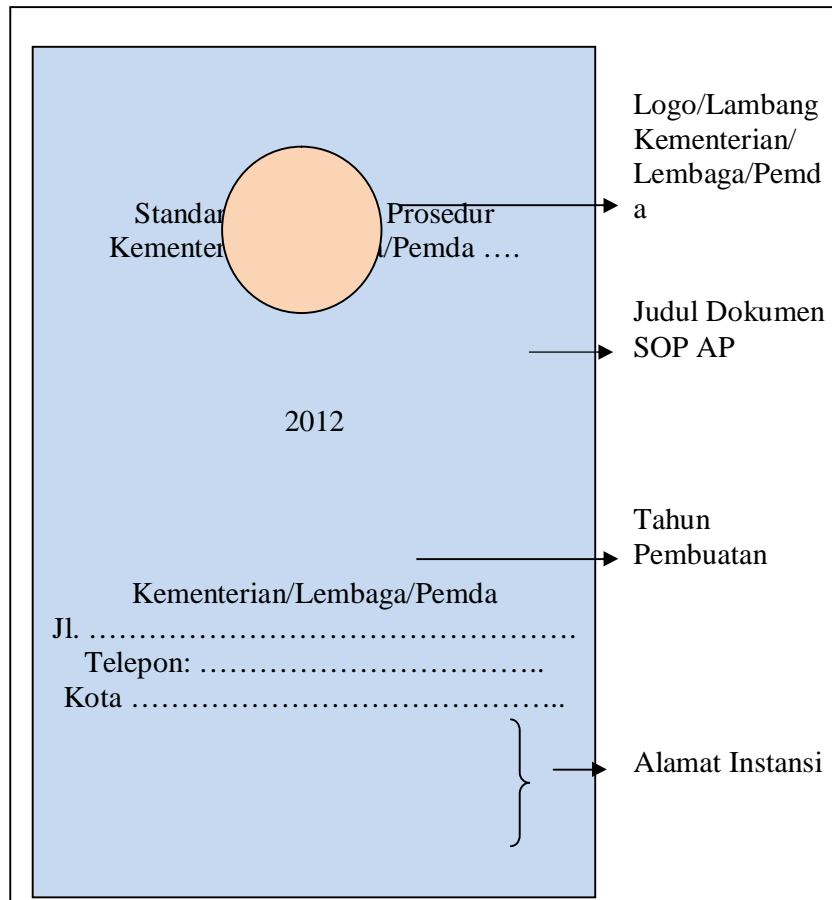 Logo/Lambang
Kementerian/
Lembaga/Pemd
a
Standar Prosedur
Kementer /Pemda ….
Judul Dokumen
SOP AP
2012
Tahun
Pembuatan
Kementerian/Lembaga/Pemda
Jl. ……………………………………………….
Telepon: ………………………………..
Kota ………………………………………..
Alamat Instansi